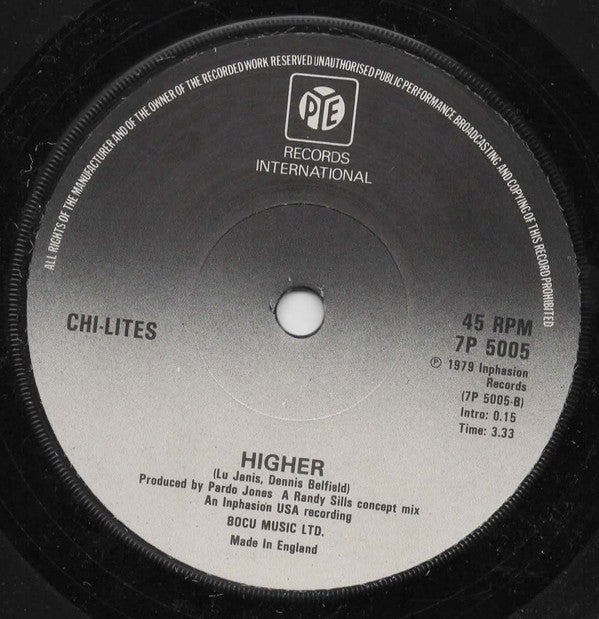 ALL RIGHTS OF THE MANUFACTURER AND OF THE OWNER OF THE RECORDED WORK RESERVED UNAUTHORISED PUBLIC PERFORMANCE BROADCASTING AND COPYING OF THIS RECORD PROHIBITED
PYE
RECORDS
INTERNATIONAL
CHI-LITES
45 RPM
7P 5005
℗ 1979 Inphasion
Records
(7P 5005-B)
Intro: 0.15
Time: 3.33
HIGHER
(Lu Janis, Dennis Belfield)
Produced by Pardo Jones A Randy Sills concept mix
An Inphasion USA recording
BOCU MUSIC LTD.
Made In England